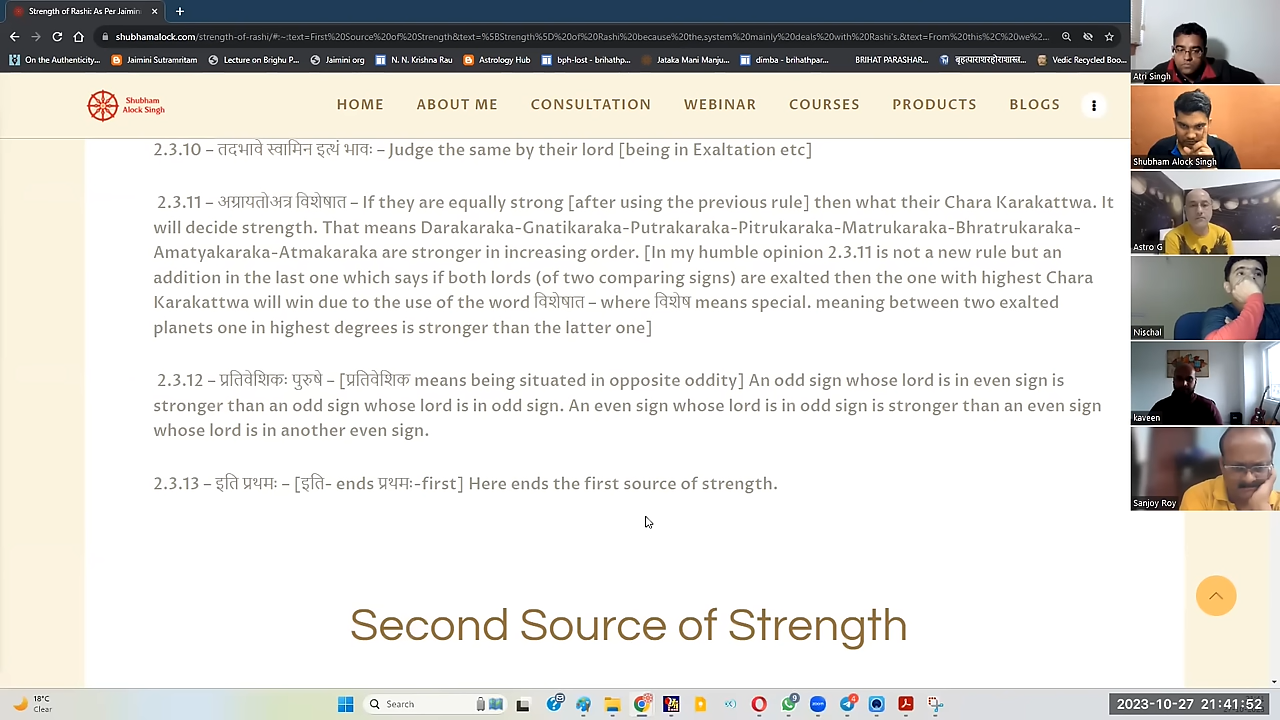 Strength of Rashi: As Per Jaimini
shubhamalock.com/strength-of-rashi/#:~:text=First%20Source%20of%20Strength&text=%5BStrength%5D%20of%20Rashi%20because%20the,system%20mainly%20deals%20with%20Rashi's.&text=From%20this%2C%20we%2...
On the Authenticity...
Jaimini Sutramritam
Lecture on Brighu P...
Jaimini org
N. N. Krishna Rau
Astrology Hub
bph-lost - brihathp...
Jataka Mani Manju...
dimba - brihathpar...
BRIHAT PARASHAR...
बृहत्पाराशरहोराशास्त्र...
Vedic Recycled Boo...
Shubham
Alock Singh
HOME
ABOUT ME
CONSULTATION
WEBINAR
COURSES
PRODUCTS
BLOGS
2.3.10 – तदभावे स्वामिन इत्थं भावः – Judge the same by their lord [being in Exaltation etc]
2.3.11 – अग्रायतोअत्र विशेषात – If they are equally strong [after using the previous rule] then what their Chara Karakattwa. It
will decide strength. That means Darakaraka-Gnatikaraka-Putrakaraka-Pitrukaraka-Matrukaraka-Bhratrukaraka-
Amatyakaraka-Atmakaraka are stronger in increasing order. [In my humble opinion 2.3.11 is not a new rule but an
addition in the last one which says if both lords (of two comparing signs) are exalted then the one with highest Chara
Karakattwa will win due to the use of the word विशेषात – where विशेष means special. meaning between two exalted
planets one in highest degrees is stronger than the latter one]
2.3.12 – प्रतिवेशिकः पुरुषे – [प्रतिवेशिक means being situated in opposite oddity] An odd sign whose lord is in even sign is
stronger than an odd sign whose lord is in odd sign. An even sign whose lord is in odd sign is stronger than an even sign
whose lord is in another even sign.
2.3.13 – इति प्रथमः – [इति- ends प्रथमः-first] Here ends the first source of strength.
Second Source of Strength
Atri Singh
Shubham Alock Singh
Astro G
Nischal
kaveen
Sanjoy Roy
18°C
Clear
Search
zoom
9
4
2023-10-27 21:41:52